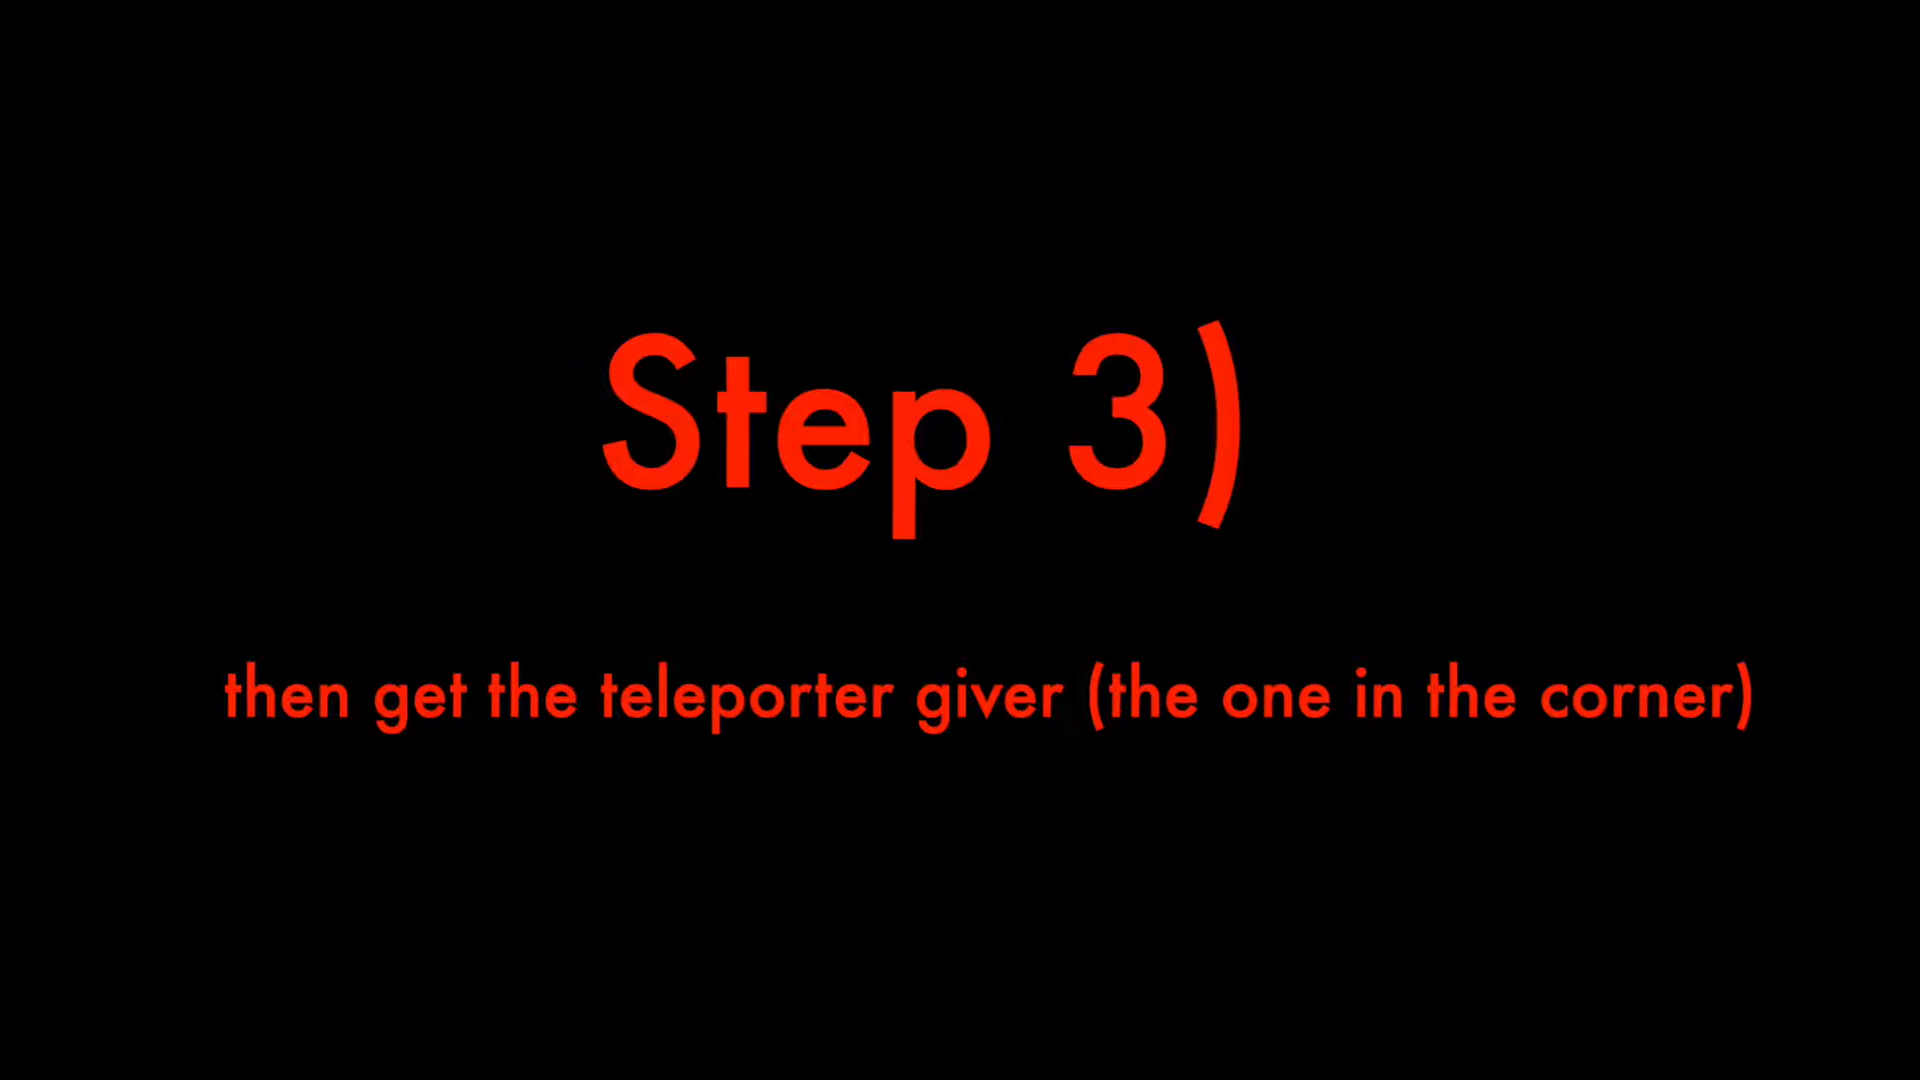 Step 3)
then get the teleporter giver (the one in the corner)